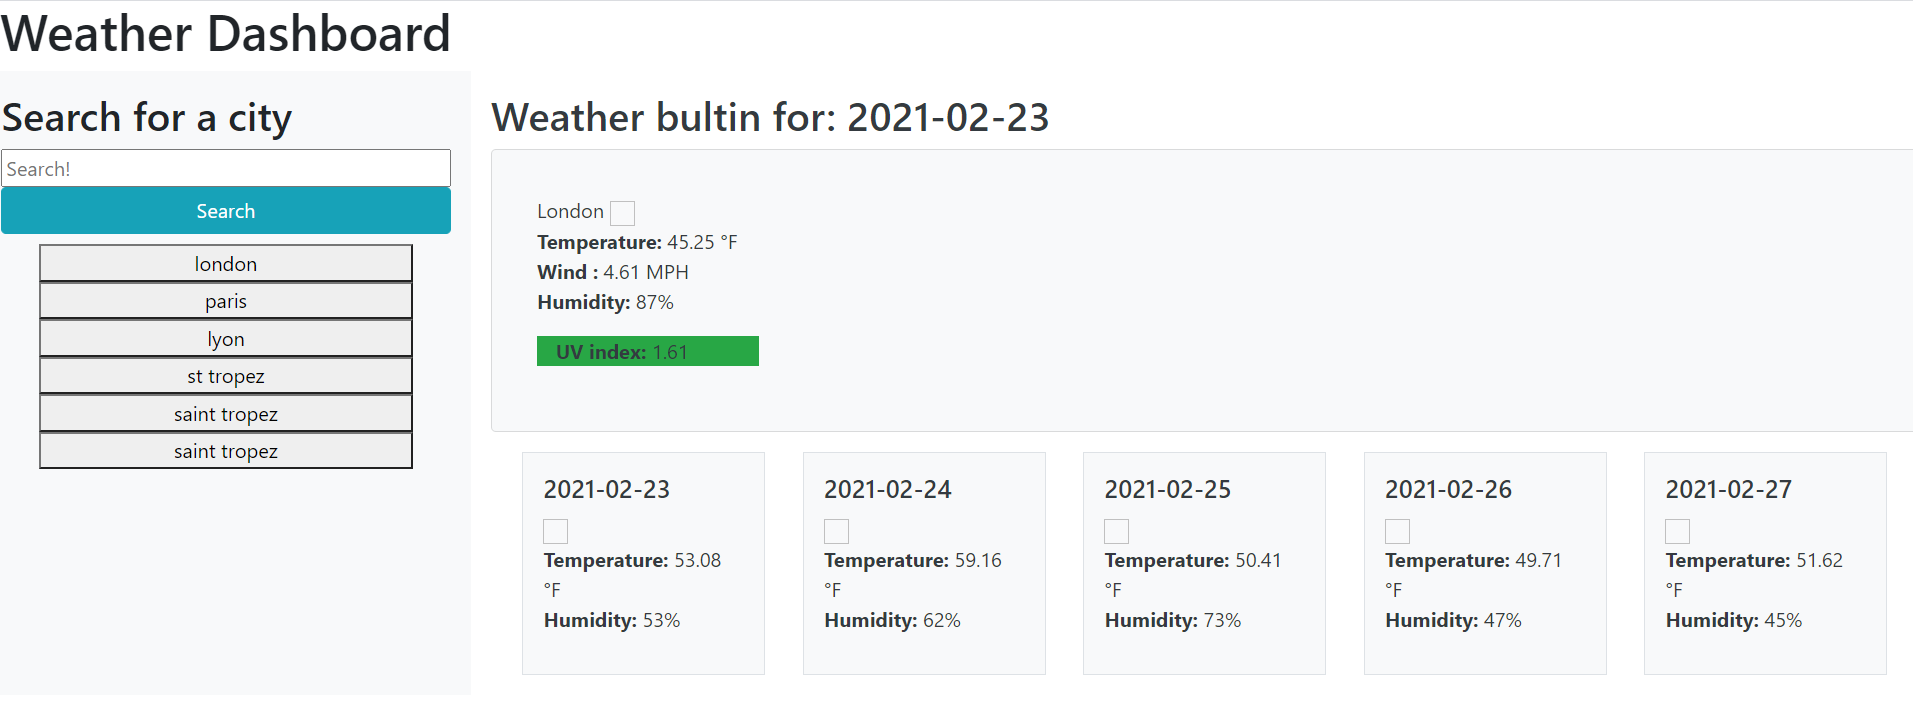 Weather Dashboard
Search for a city
Search!
Search
london
paris
lyon
st tropez
saint tropez
saint tropez
Weather bultin for: 2021-02-23
London
Temperature: 45.25 °F
Wind : 4.61 MPH
Humidity: 87%
UV index: 1.61
2021-02-23
Temperature: 53.08
°F
Humidity: 53%
2021-02-24
Temperature: 59.16
°F
Humidity: 62%
2021-02-25
Temperature: 50.41
°F
Humidity: 73%
2021-02-26
Temperature: 49.71
°F
Humidity: 47%
2021-02-27
Temperature: 51.62
°F
Humidity: 45%